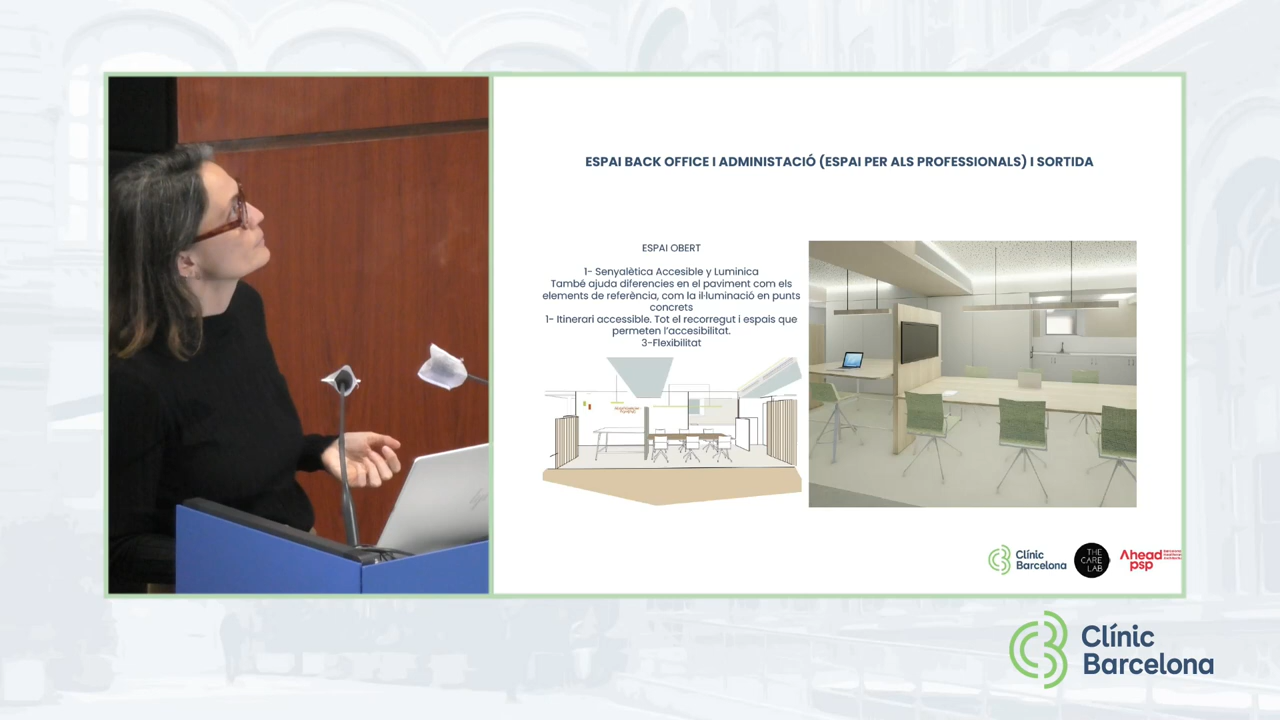 ESPAI BACK OFFICE I ADMINISTACIÓ (ESPAI PER ALS PROFESSIONALS) I SORTIDA
ESPAI OBERT
1- Senyalètica Accesible y Luminica
També ajuda diferencies en el paviment com els
elements de referència, com la il·luminació en punts
concrets
1- Itinerari accessible. Tot el recorregut i espais que
permeten l'accesibilitat.
3-Flexibilitat
Clínic
Barcelona
THE
CARE
LAB
Ahead
psp
Clínic
Barcelona